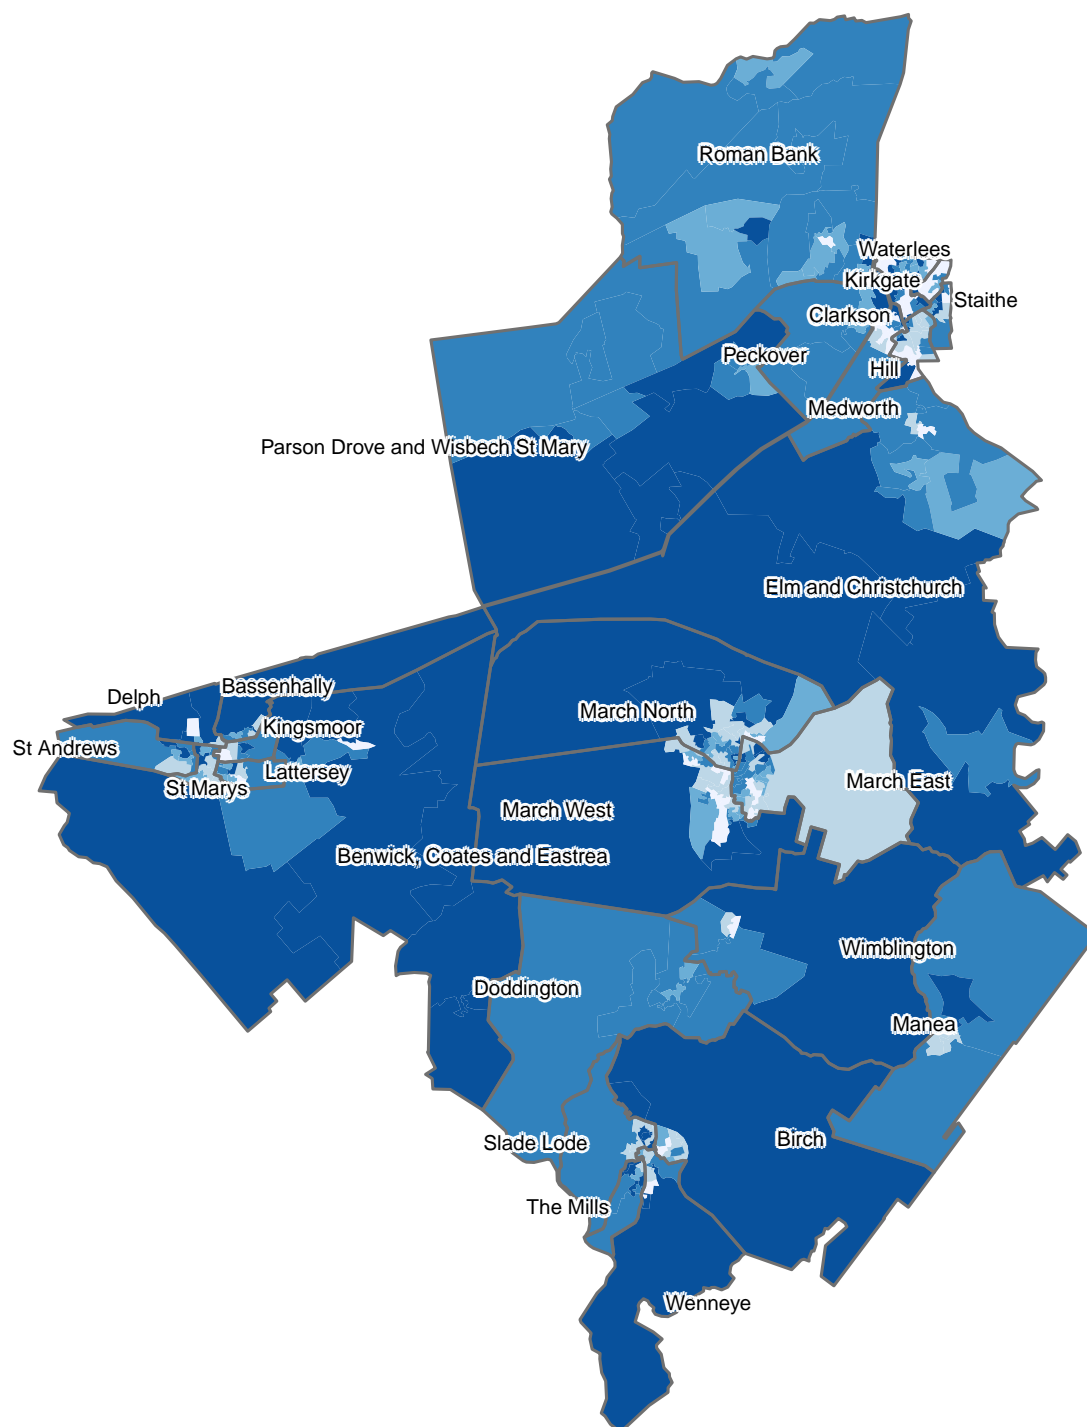 Roman Bank
Waterlees
Kirkgate
Staithe
Clarkson
Peckover
Hill
Medworth
Parson Drove and Wisbech St Mary
Elm and Christchurch
Bassenhally
Delph
March North
Kingsmoor
St Andrews
Lattersey
March East
St Marys
March West
Benwick, Coates and Eastrea
Wimblington
Doddington
Manea
Birch
Slade Lode
The Mills
Wenneye